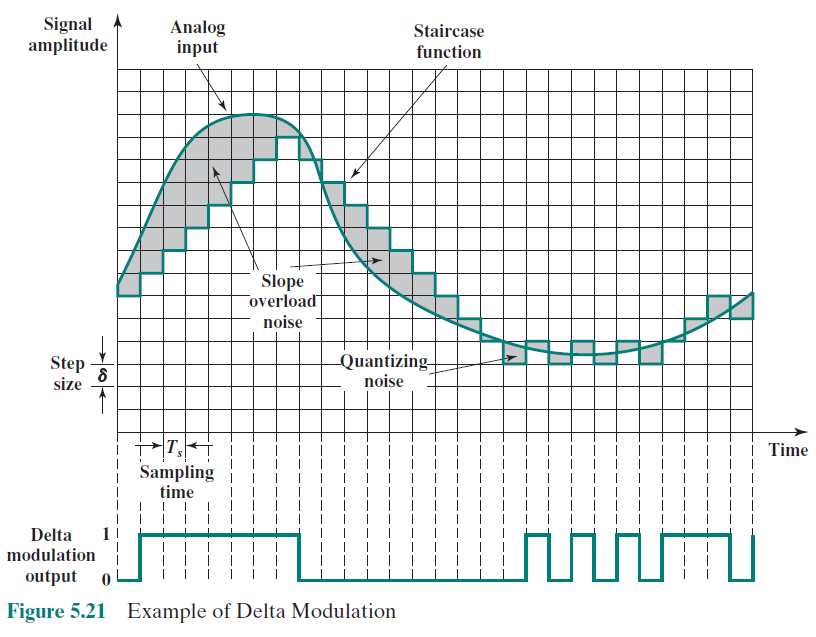 Signal
amplitude
Analog
input
Staircase
function
Slope
overload
noise
Quantizing
noise
Step
size
δ
Ts
Sampling
time
Time
Delta
modulation
output
1
0
Figure 5.21 Example of Delta Modulation